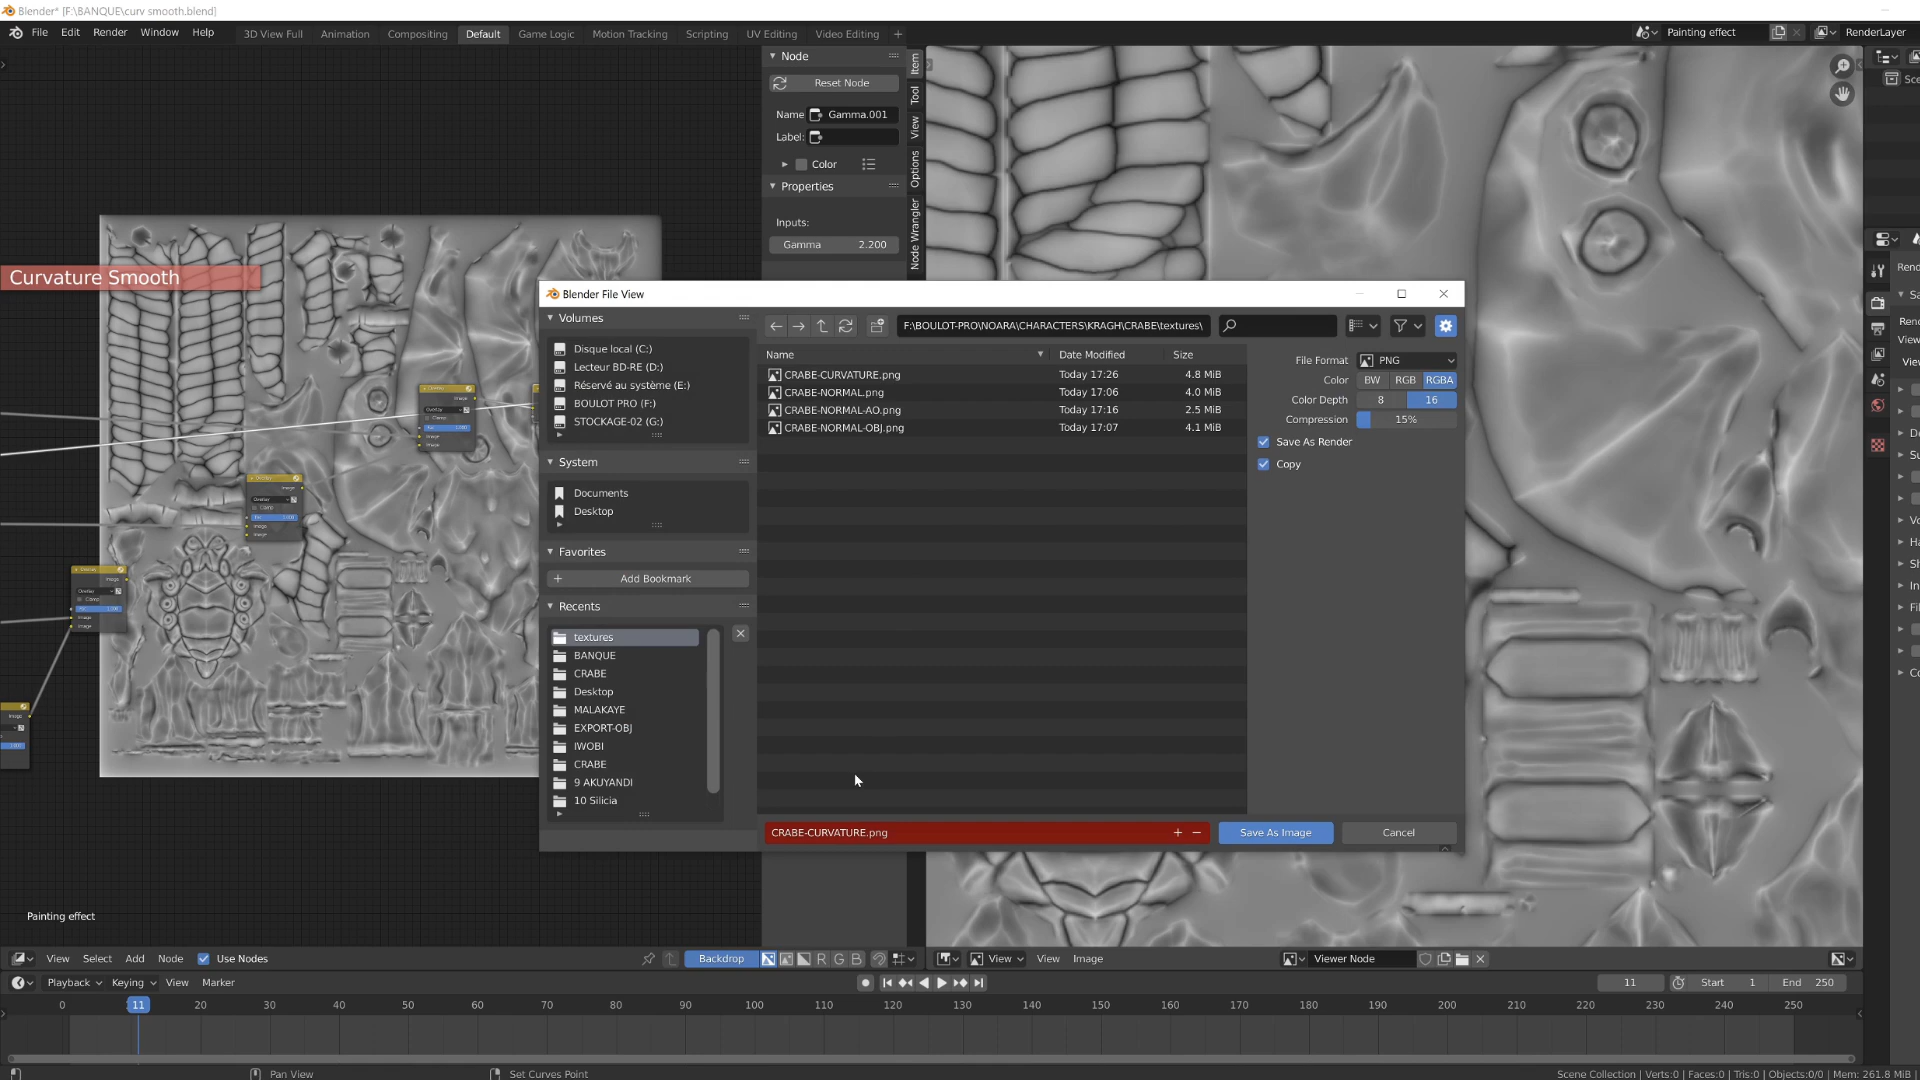 Blender* [F:\BANQUE\curv smooth.blend]
File Edit Render Window Help
3D View Full Animation Compositing Default Game Logic Motion Tracking Scripting UV Editing Video Editing +
Painting effect
RenderLayer
Node
Reset Node
Name Gamma.001
Label:
Color
Properties
Inputs:
Gamma 2.200
Item
Tool
View
Options
Node Wrangler
Curvature Smooth
Blender File View
Volumes
Disque local (C:)
Lecteur BD-RE (D:)
Réservé au système (E:)
BOULOT PRO (F:)
STOCKAGE-02 (G:)
System
Documents
Desktop
Favorites
+ Add Bookmark
Recents
textures
BANQUE
CRABE
Desktop
MALAKAYE
EXPORT-OBJ
IWOBI
CRABE
9 AKUYANDI
10 Silicia
F:\BOULOT-PRO\NOARA\CHARACTERS\KRAGH\CRABE\textures\
Name Date Modified Size
CRABE-CURVATURE.png Today 17:26 4.8 MiB
CRABE-NORMAL.png Today 17:06 4.0 MiB
CRABE-NORMAL-AO.png Today 17:16 2.5 MiB
CRABE-NORMAL-OBJ.png Today 17:07 4.1 MiB
File Format PNG
Color BW RGB RGBA
Color Depth 8 16
Compression 15%
Save As Render
Copy
CRABE-CURVATURE.png + −
Save As Image
Cancel
Painting effect
View Select Add Node Use Nodes
Backdrop R G B
View View Image
Viewer Node
Playback Keying View Marker
11 Start 1 End 250
0 11 20 30 40 50 60 70 80 90 100 110 120 130 140 150 160 170 180 190 200 210 220 230 240 250
Pan View
Set Curves Point
Scene Collection | Verts:0 | Faces:0 | Tris:0 | Objects:0/0 | Mem: 261.8 MiB